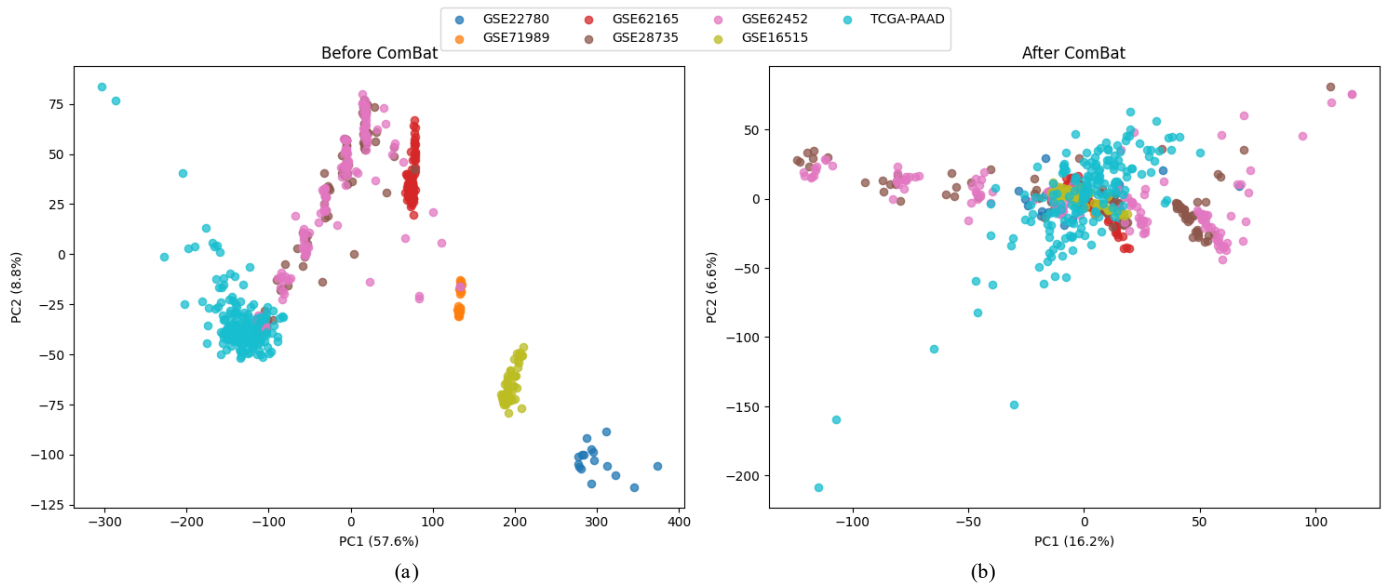 GSE22780 GSE62165 GSE62452 TCGA-PAAD
GSE71989 GSE28735 GSE16515
Before ComBat
After ComBat
75
50
25
0
−25
−50
−75
−100
−125
PC2 (8.8%)
−300 −200 −100 0 100 200 300 400
PC1 (57.6%)
(a)
50
0
−50
−100
−150
−200
PC2 (6.6%)
−100 −50 0 50 100
PC1 (16.2%)
(b)